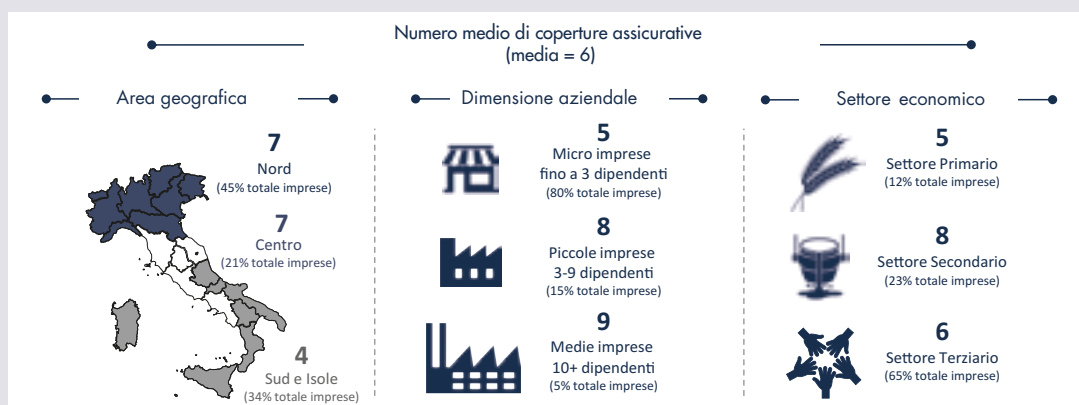 Numero medio di coperture assicurative
(media = 6)
Area geografica
7
Nord
(45% totale imprese)
7
Centro
(21% totale imprese)
4
Sud e Isole
(34% totale imprese)
Dimensione aziendale
5
Micro imprese
fino a 3 dipendenti
(80% totale imprese)
8
Piccole imprese
3-9 dipendenti
(15% totale imprese)
9
Medie imprese
10+ dipendenti
(5% totale imprese)
Settore economico
5
Settore Primario
(12% totale imprese)
8
Settore Secondario
(23% totale imprese)
6
Settore Terziario
(65% totale imprese)